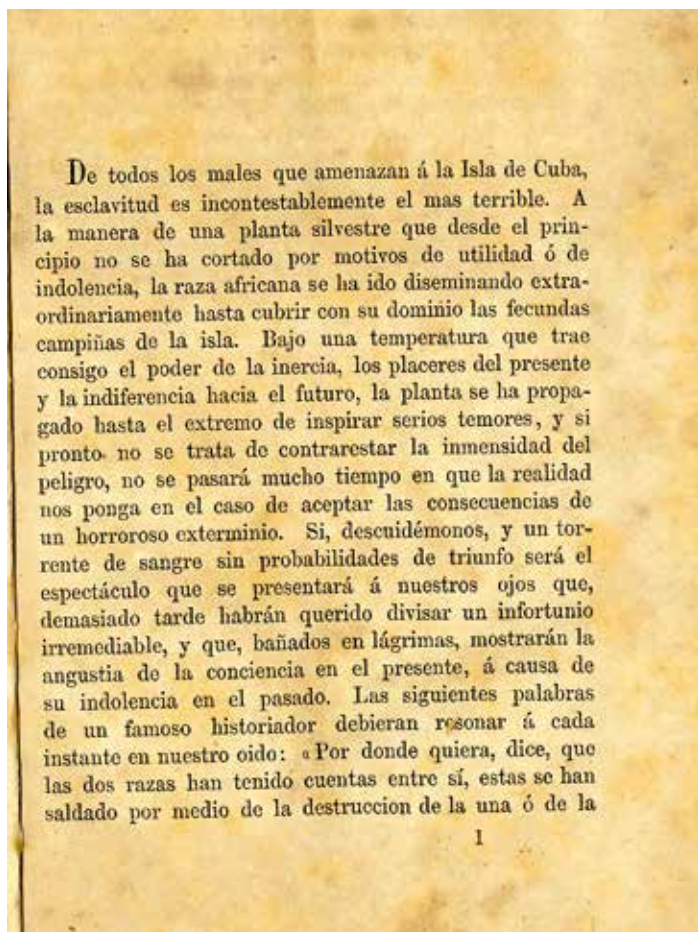 De todos los males que amenazan á la Isla de Cuba,
la esclavitud es incontestablemente el mas terrible. A
la manera de una planta silvestre que desde el prin-
cipio no se ha cortado por motivos de utilidad ó de
indolencia, la raza africana se ha ido diseminando extra-
ordinariamente hasta cubrir con su dominio las fecundas
campiñas de la isla. Bajo una temperatura que trae
consigo el poder de la inercia, los placeres del presente
y la indiferencia hacia el futuro, la planta se ha propa-
gado hasta el extremo de inspirar serios temores, y si
pronto no se trata de contrarestar la inmensidad del
peligro, no se pasará mucho tiempo en que la realidad
nos ponga en el caso de aceptar las consecuencias de
un horroroso exterminio. Si, descuidémonos, y un tor-
rente de sangre sin probabilidades de triunfo será el
espectáculo que se presentará á nuestros ojos que,
demasiado tarde habrán querido divisar un infortunio
irremediable, y que, bañados en lágrimas, mostrarán la
angustia de la conciencia en el presente, á causa de
su indolencia en el pasado. Las siguientes palabras
de un famoso historiador debieran resonar á cada
instante en nuestro oido: «Por donde quiera, dice, que
las dos razas han tenido cuentas entre sí, estas se han
saldado por medio de la destruccion de la una ó de la
1